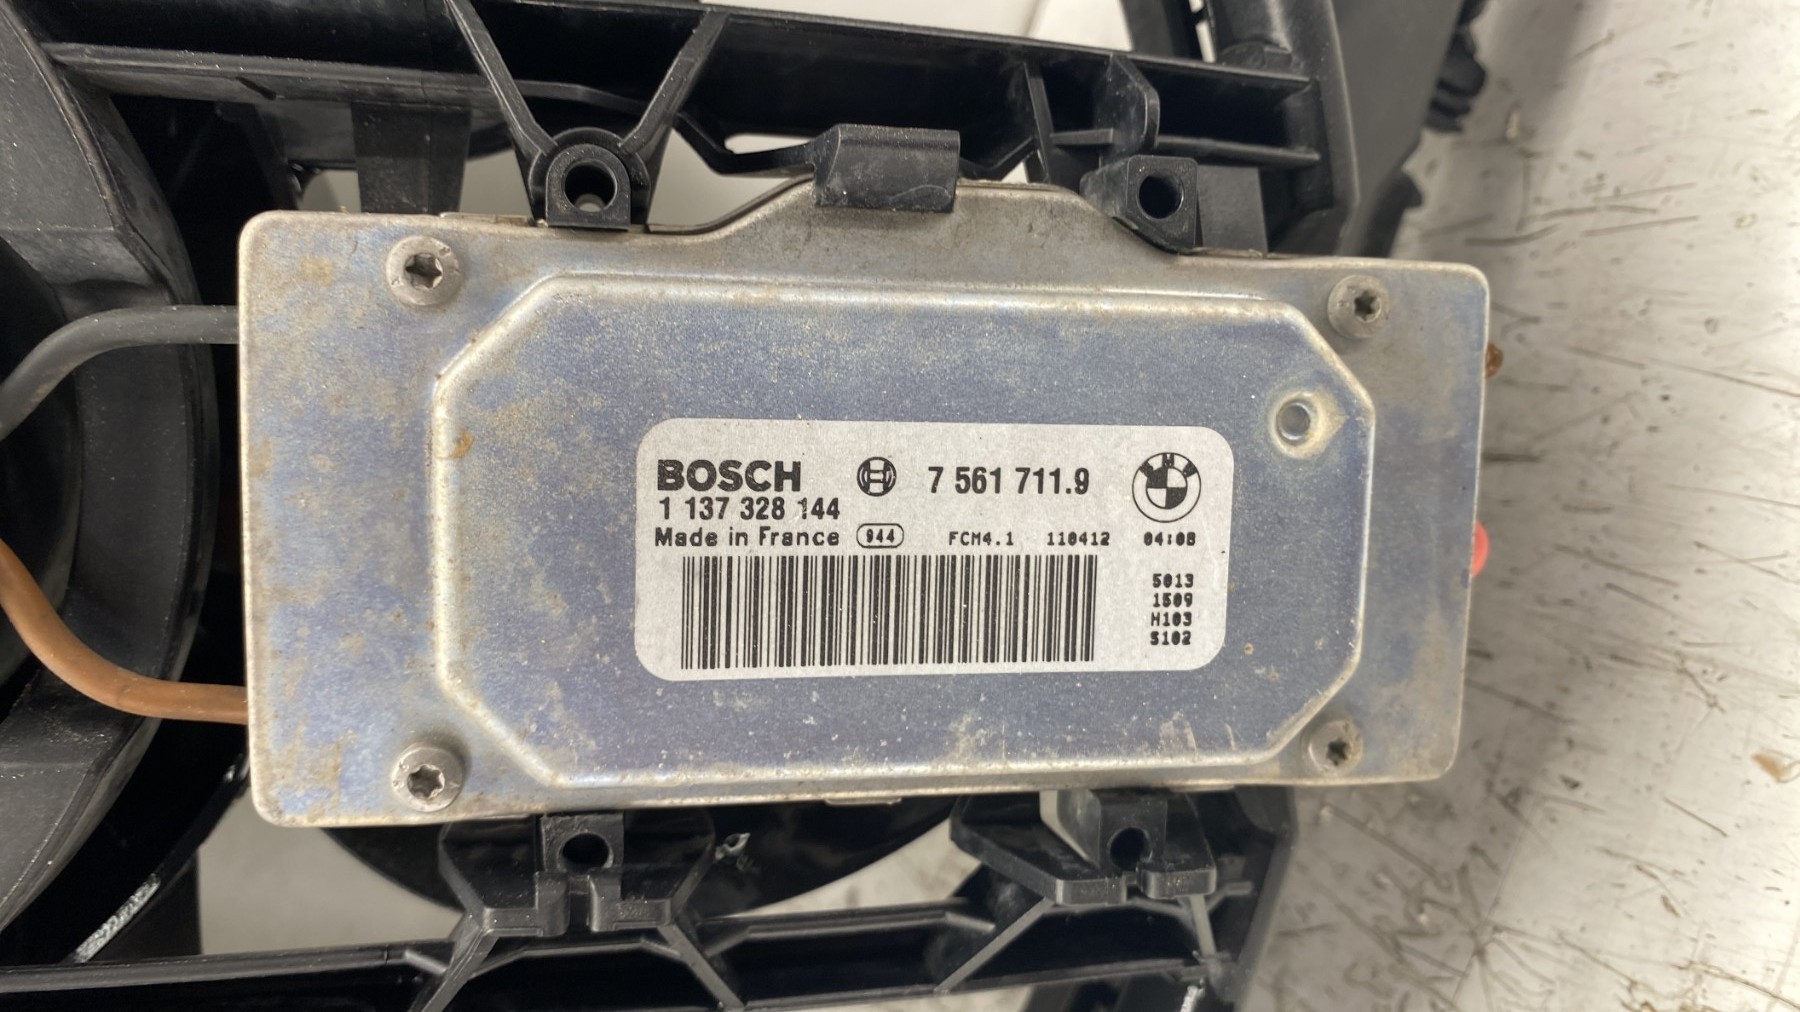 BOSCH 7 561 711.9 BMW
1 137 328 144
Made in France 944 FCM4.1 110412 04:08
5013
1509
H103
S102